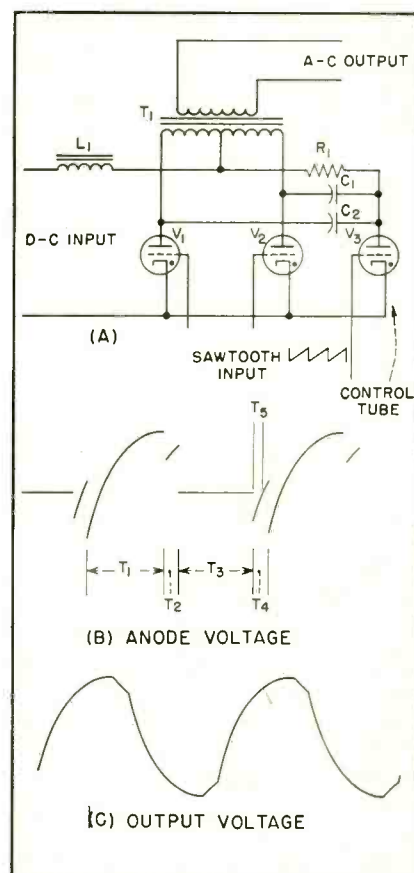 A-C OUTPUT
T1
L1
R1
C1
C2
D-C INPUT
V1
V2
V3
(A)
SAWTOOTH
INPUT
CONTROL
TUBE
T5
T1
T3
T2
T4
(B) ANODE VOLTAGE
(C) OUTPUT VOLTAGE